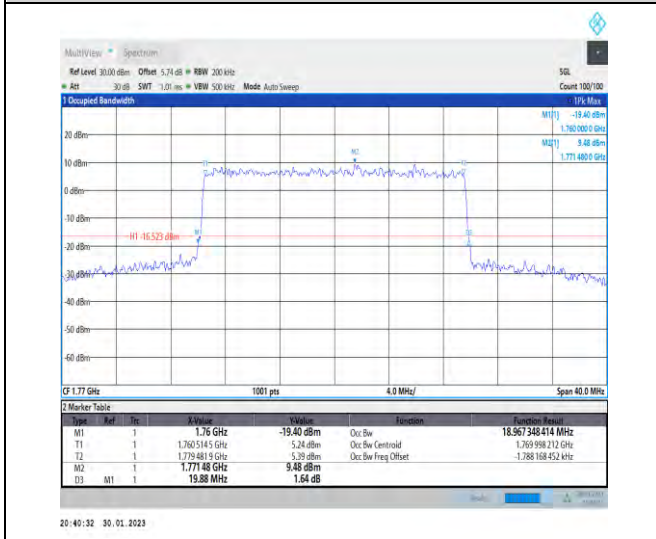 MultiView Spectrum
Ref Level 30.00 dBm Offset 5.74 dB RBW 200 kHz SGL
Att 30 dB SWT 1.01 ms VBW 500 kHz Mode Auto Sweep Count 100/100
1 Occupied Bandwidth 1Pk Max
M1[1] -19.40 dBm
1.760 000 0 GHz
M2[1] 9.48 dBm
1.771 480 0 GHz
20 dBm
10 dBm
0 dBm
-10 dBm
-20 dBm
-30 dBm
-40 dBm
-50 dBm
-60 dBm
M2
T1
T2
H1 -16.523 dBm
M1
D3
CF 1.77 GHz 1001 pts 4.0 MHz/ Span 40.0 MHz
2 Marker Table
Type Ref Trc X-Value Y-Value Function Function Result
M1 1 1.76 GHz -19.40 dBm Occ Bw 18.967 348 414 MHz
T1 1 1.760 514 5 GHz 5.24 dBm Occ Bw Centroid 1.769 998 212 GHz
T2 1 1.779 481 9 GHz 5.39 dBm Occ Bw Freq Offset -1.788 168 452 kHz
M2 1 1.771 48 GHz 9.48 dBm
D3 M1 1 19.88 MHz 1.64 dB
20:40:32 30.01.2023